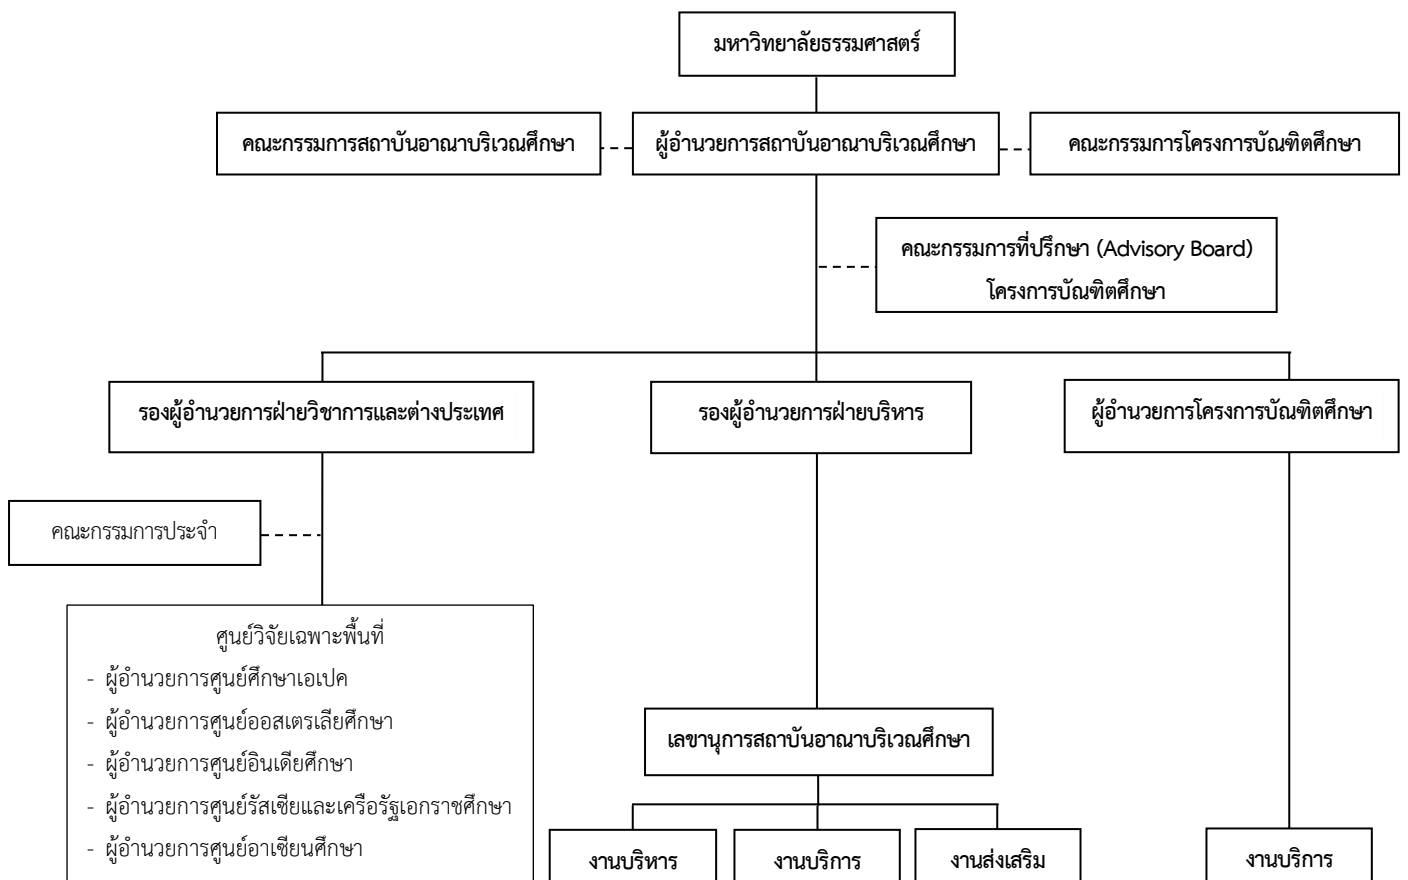 มหาวิทยาลัยธรรมศาสตร์
คณะกรรมการสถาบันอาณาบริเวณศึกษา
ผู้อำนวยการสถาบันอาณาบริเวณศึกษา
คณะกรรมการโครงการบัณฑิตศึกษา
คณะกรรมการที่ปรึกษา (Advisory Board)
โครงการบัณฑิตศึกษา
รองผู้อำนวยการฝ่ายวิชาการและต่างประเทศ
รองผู้อำนวยการฝ่ายบริหาร
ผู้อำนวยการโครงการบัณฑิตศึกษา
คณะกรรมการประจำ
ศูนย์วิจัยเฉพาะพื้นที่
- ผู้อำนวยการศูนย์ศึกษาเอเปค
- ผู้อำนวยการศูนย์ออสเตรเลียศึกษา
- ผู้อำนวยการศูนย์อินเดียศึกษา
- ผู้อำนวยการศูนย์รัสเซียและเครือรัฐเอกราชศึกษา
- ผู้อำนวยการศูนย์อาเซียนศึกษา
เลขานุการสถาบันอาณาบริเวณศึกษา
งานบริหาร
งานบริการ
งานส่งเสริม
งานบริการ